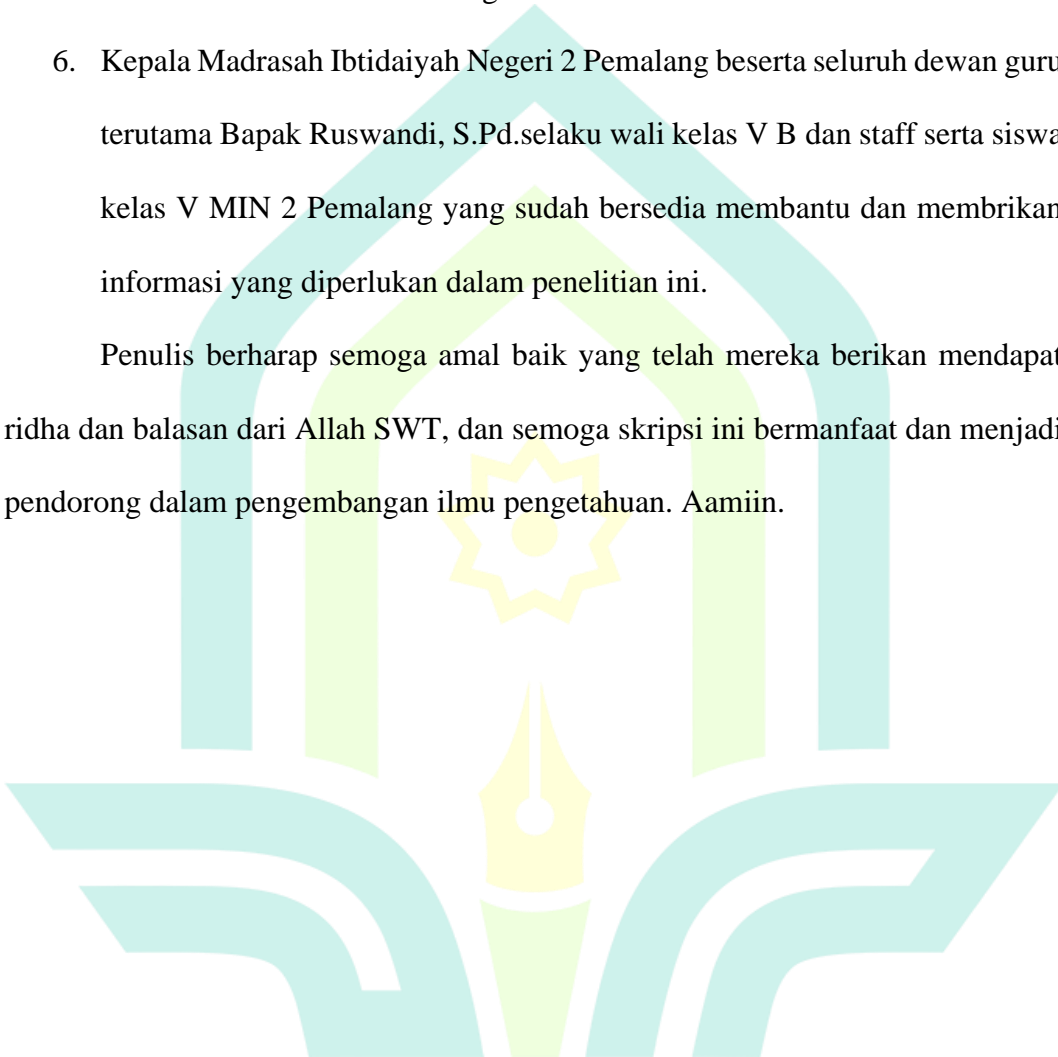 6. Kepala Madrasah Ibtidaiyah Negeri 2 Pemalang beserta seluruh dewan guru
terutama Bapak Ruswandi, S.Pd.selaku wali kelas V B dan staff serta siswa
kelas V MIN 2 Pemalang yang sudah bersedia membantu dan membrikan
informasi yang diperlukan dalam penelitian ini.
Penulis berharap semoga amal baik yang telah mereka berikan mendapat
ridha dan balasan dari Allah SWT, dan semoga skripsi ini bermanfaat dan menjadi
pendorong dalam pengembangan ilmu pengetahuan. Aamiin.